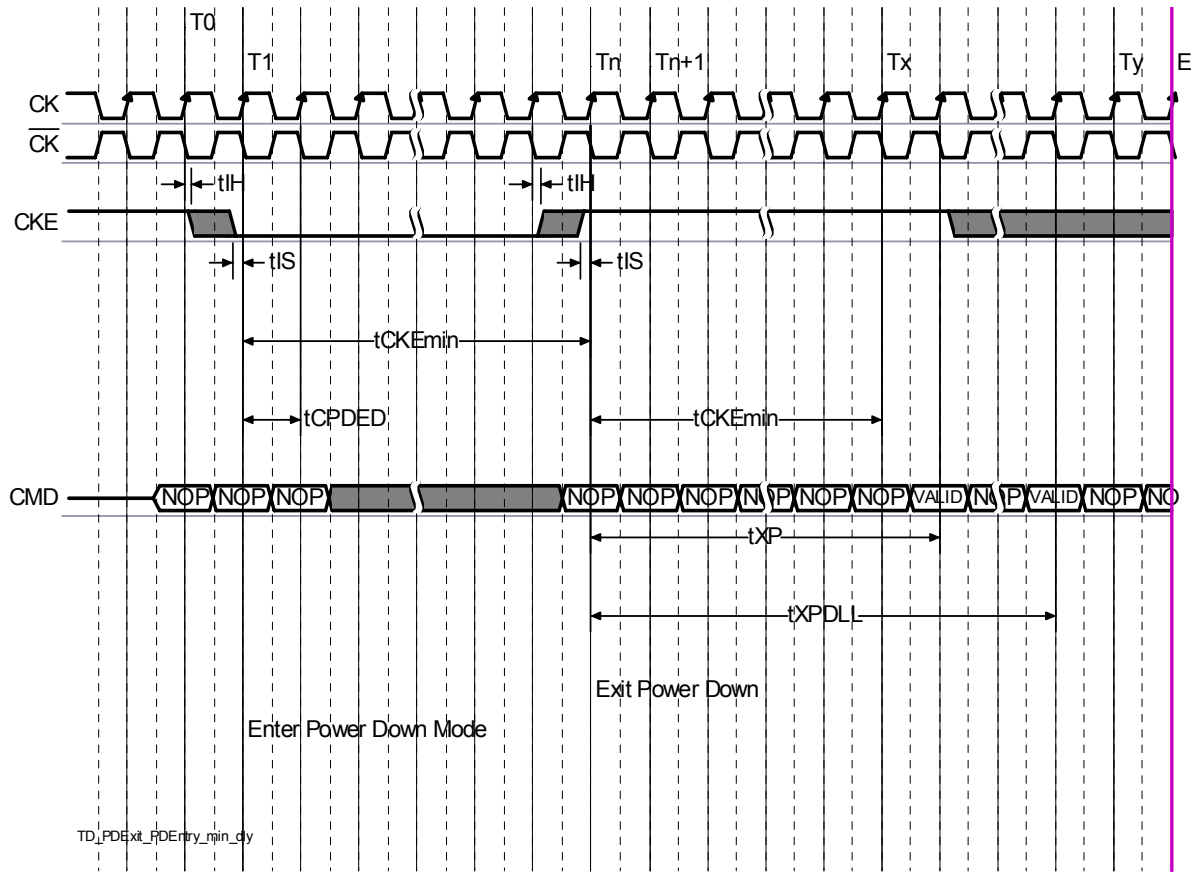 T0
T1 Tn Tn+1 Tx Ty E
CK
CK
tIH tIH
CKE
tIS tIS
tCKEmin
tCPDED tCKEmin
CMD NOP NOP NOP NOP NOP NOP NOP NOP NOP VALID NOP VALID NOP NO
tXP
tXPDLL
Exit Power Down
Enter Power Down Mode
TD_PDExit_PDEntry_min_dly